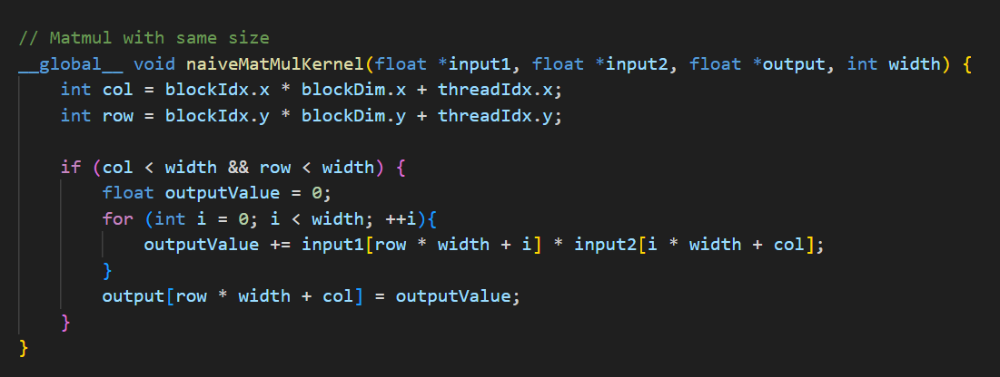 // Matmul with same size
__global__ void naiveMatMulKernel(float *input1, float *input2, float *output, int width) {
    int col = blockIdx.x * blockDim.x + threadIdx.x;
    int row = blockIdx.y * blockDim.y + threadIdx.y;

    if (col < width && row < width) {
        float outputValue = 0;
        for (int i = 0; i < width; ++i){
            outputValue += input1[row * width + i] * input2[i * width + col];
        }
        output[row * width + col] = outputValue;
    }
}